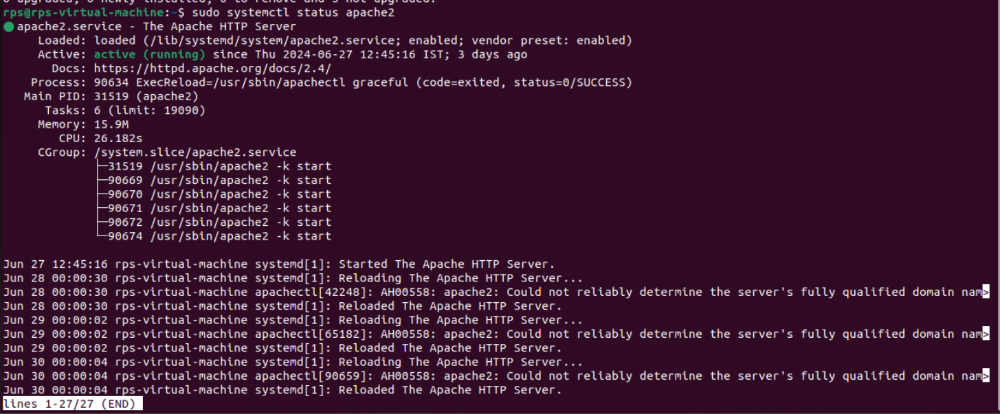 0 upgraded, 0 newly installed, 0 to remove and 5 not upgraded.
rps@rps-virtual-machine:~$ sudo systemctl status apache2
● apache2.service - The Apache HTTP Server
     Loaded: loaded (/lib/systemd/system/apache2.service; enabled; vendor preset: enabled)
     Active: active (running) since Thu 2024-06-27 12:45:16 IST; 3 days ago
       Docs: https://httpd.apache.org/docs/2.4/
    Process: 90634 ExecReload=/usr/sbin/apachectl graceful (code=exited, status=0/SUCCESS)
   Main PID: 31519 (apache2)
      Tasks: 6 (limit: 19090)
     Memory: 15.9M
        CPU: 26.182s
     CGroup: /system.slice/apache2.service
             ├─31519 /usr/sbin/apache2 -k start
             ├─90669 /usr/sbin/apache2 -k start
             ├─90670 /usr/sbin/apache2 -k start
             ├─90671 /usr/sbin/apache2 -k start
             ├─90672 /usr/sbin/apache2 -k start
             └─90674 /usr/sbin/apache2 -k start
Jun 27 12:45:16 rps-virtual-machine systemd[1]: Started The Apache HTTP Server.
Jun 28 00:00:30 rps-virtual-machine systemd[1]: Reloading The Apache HTTP Server...
Jun 28 00:00:30 rps-virtual-machine apachectl[42248]: AH00558: apache2: Could not reliably determine the server's fully qualified domain nam>
Jun 28 00:00:30 rps-virtual-machine systemd[1]: Reloaded The Apache HTTP Server.
Jun 29 00:00:02 rps-virtual-machine systemd[1]: Reloading The Apache HTTP Server...
Jun 29 00:00:02 rps-virtual-machine apachectl[65182]: AH00558: apache2: Could not reliably determine the server's fully qualified domain nam>
Jun 29 00:00:02 rps-virtual-machine systemd[1]: Reloaded The Apache HTTP Server.
Jun 30 00:00:04 rps-virtual-machine systemd[1]: Reloading The Apache HTTP Server...
Jun 30 00:00:04 rps-virtual-machine apachectl[90659]: AH00558: apache2: Could not reliably determine the server's fully qualified domain nam>
Jun 30 00:00:04 rps-virtual-machine systemd[1]: Reloaded The Apache HTTP Server.
lines 1-27/27 (END)